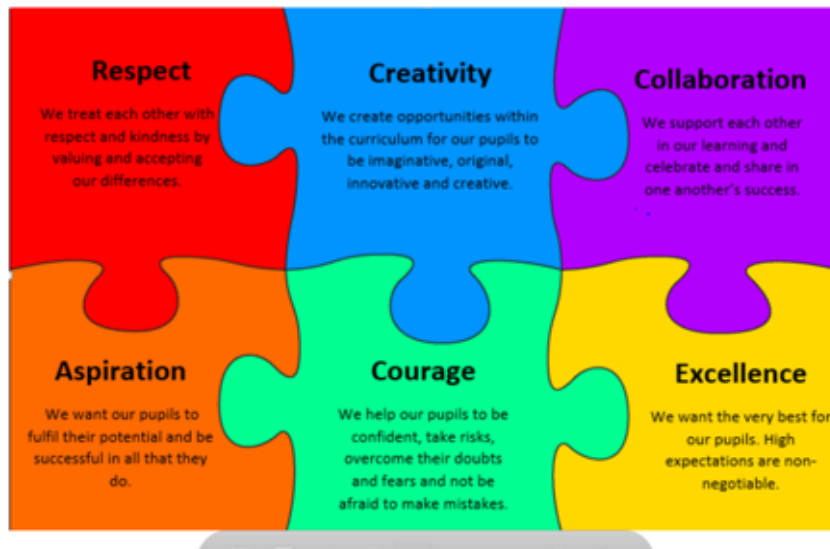 Respect
We treat each other with
respect and kindness by
valuing and accepting
our differences.
Creativity
We create opportunities within
the curriculum for our pupils to
be imaginative, original,
innovative and creative.
Collaboration
We support each other
in our learning and
celebrate and share in
one another's success.
Aspiration
We want our pupils to
fulfil their potential and be
successful in all that they
do.
Courage
We help our pupils to be
confident, take risks,
overcome their doubts
and fears and not be
afraid to make mistakes.
Excellence
We want the very best for
our pupils. High
expectations are non-
negotiable.